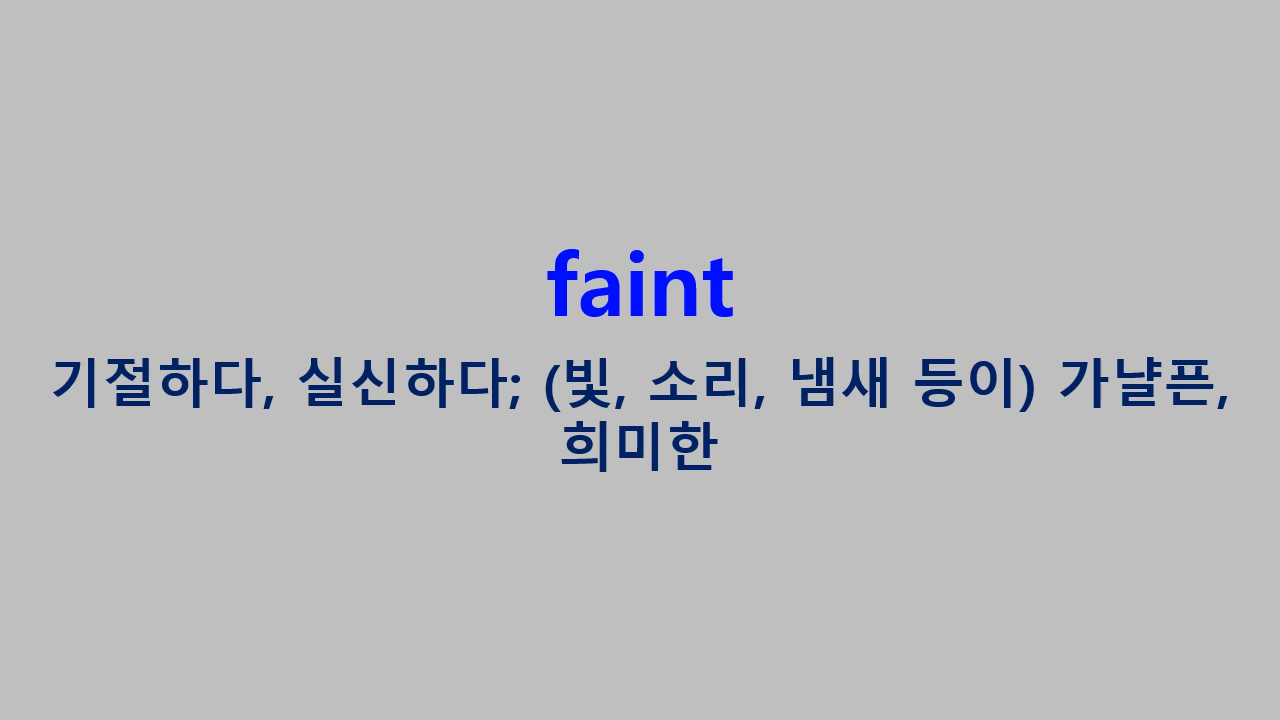 faint
기절하다, 실신하다; (빛, 소리, 냄새 등이) 가냘픈,
희미한